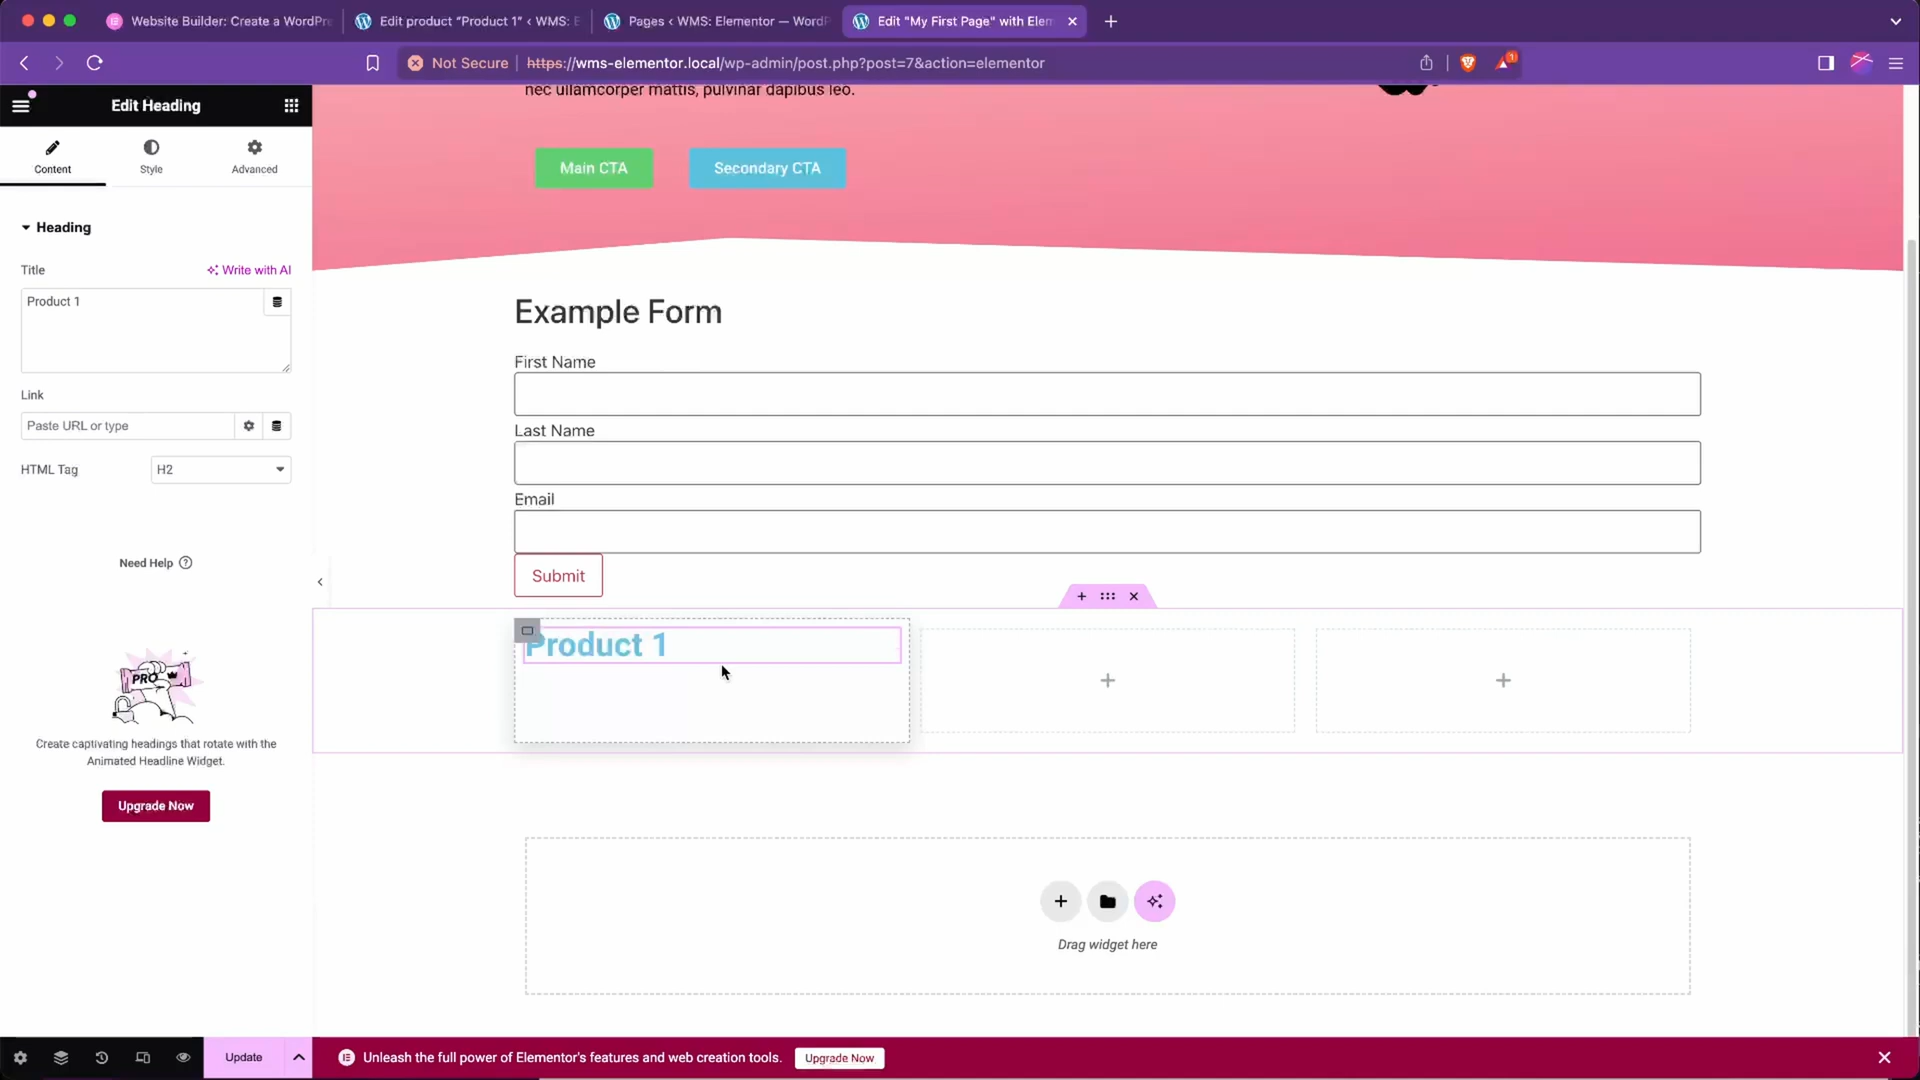 Website Builder: Create a WordPre
Edit product “Product 1” ‹ WMS: E
Pages ‹ WMS: Elementor — WordP
Edit "My First Page" with Elem
Not Secure
https://wms-elementor.local/wp-admin/post.php?post=7&action=elementor
1
Edit Heading
Content
Style
Advanced
Heading
Title
Write with AI
Product 1
Link
Paste URL or type
HTML Tag
H2
Need Help
PRO
Create captivating headings that rotate with the
Animated Headline Widget.
Upgrade Now
Update
nec ullamcorper mattis, pulvinar dapibus leo.
Main CTA
Secondary CTA
Example Form
First Name
Last Name
Email
Submit
Product 1
Drag widget here
Unleash the full power of Elementor's features and web creation tools.
Upgrade Now